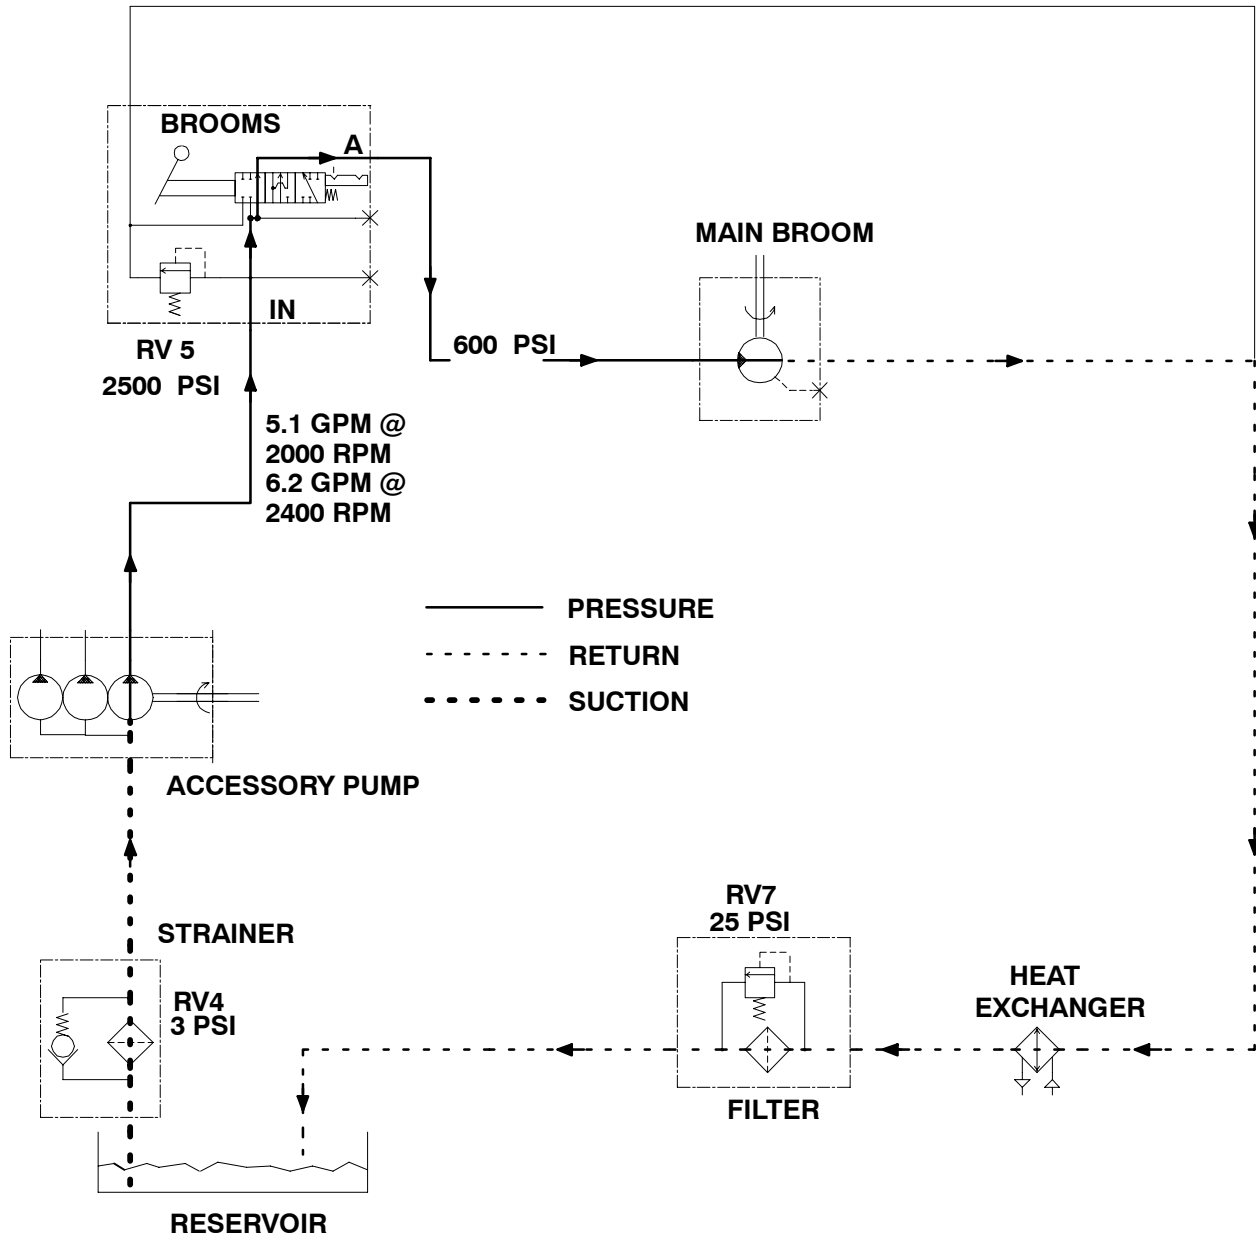 BROOMS
A
MAIN BROOM
IN
RV 5
2500 PSI
600 PSI
5.1 GPM @
2000 RPM
6.2 GPM @
2400 RPM
PRESSURE
RETURN
SUCTION
ACCESSORY PUMP
RV7
25 PSI
STRAINER
HEAT
EXCHANGER
RV4
3 PSI
FILTER
RESERVOIR